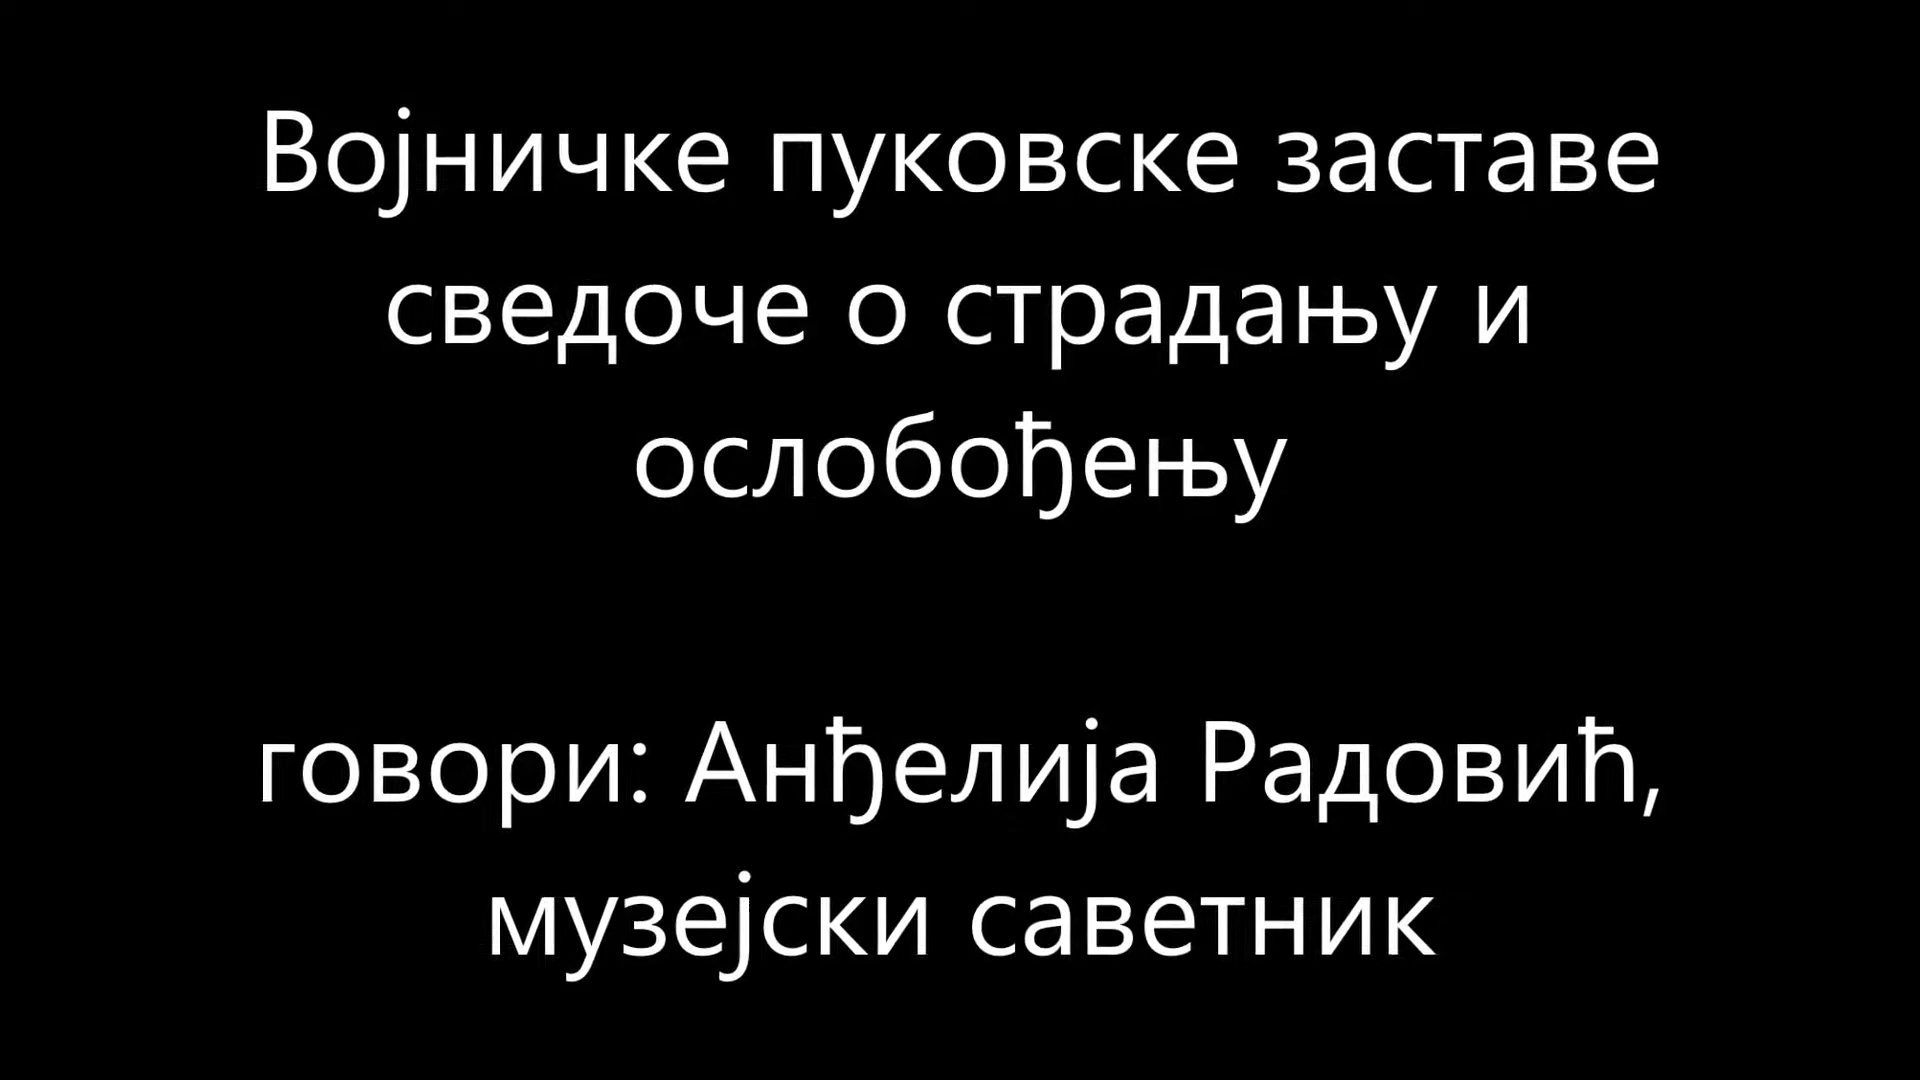 Војничке пуковске заставе
сведоче о страдању и
ослобођењу
говори: Анђелија Радовић,
музејски саветник